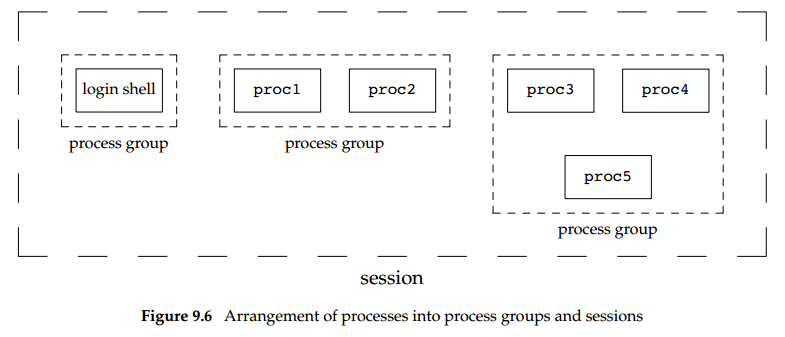 login shell
proc1
proc2
proc3
proc4
process group
process group
proc5
process group
session
Figure 9.6 Arrangement of processes into process groups and sessions